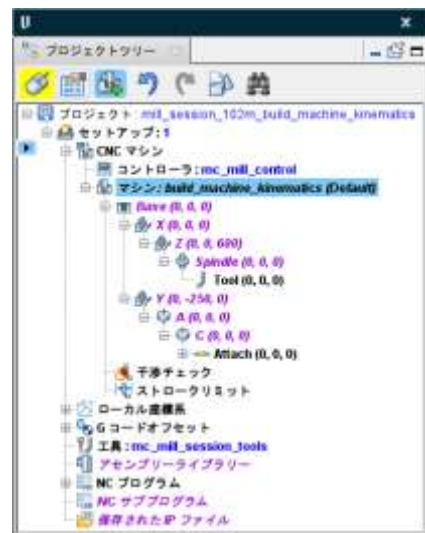 プロジェクトツリー
プロジェクト: mill_session_102m_build_machine_kinematics
セットアップ:1
CNC マシン
コントローラ:mc_mill_control
マシン:build_machine_kinematics (Default)
Base (0, 0, 0)
X (0, 0, 0)
Z (0, 0, 600)
Spindle (0, 0, 0)
Tool (0, 0, 0)
Y (0, -250, 0)
A (0, 0, 0)
C (0, 0, 0)
Attach (0, 0, 0)
干渉チェック
ストロークリミット
ローカル座標系
G コードオフセット
工具:mc_mill_session_tools
アセンブリーライブラリー
NC プログラム
NC サブプログラム
保存されたIP ファイル